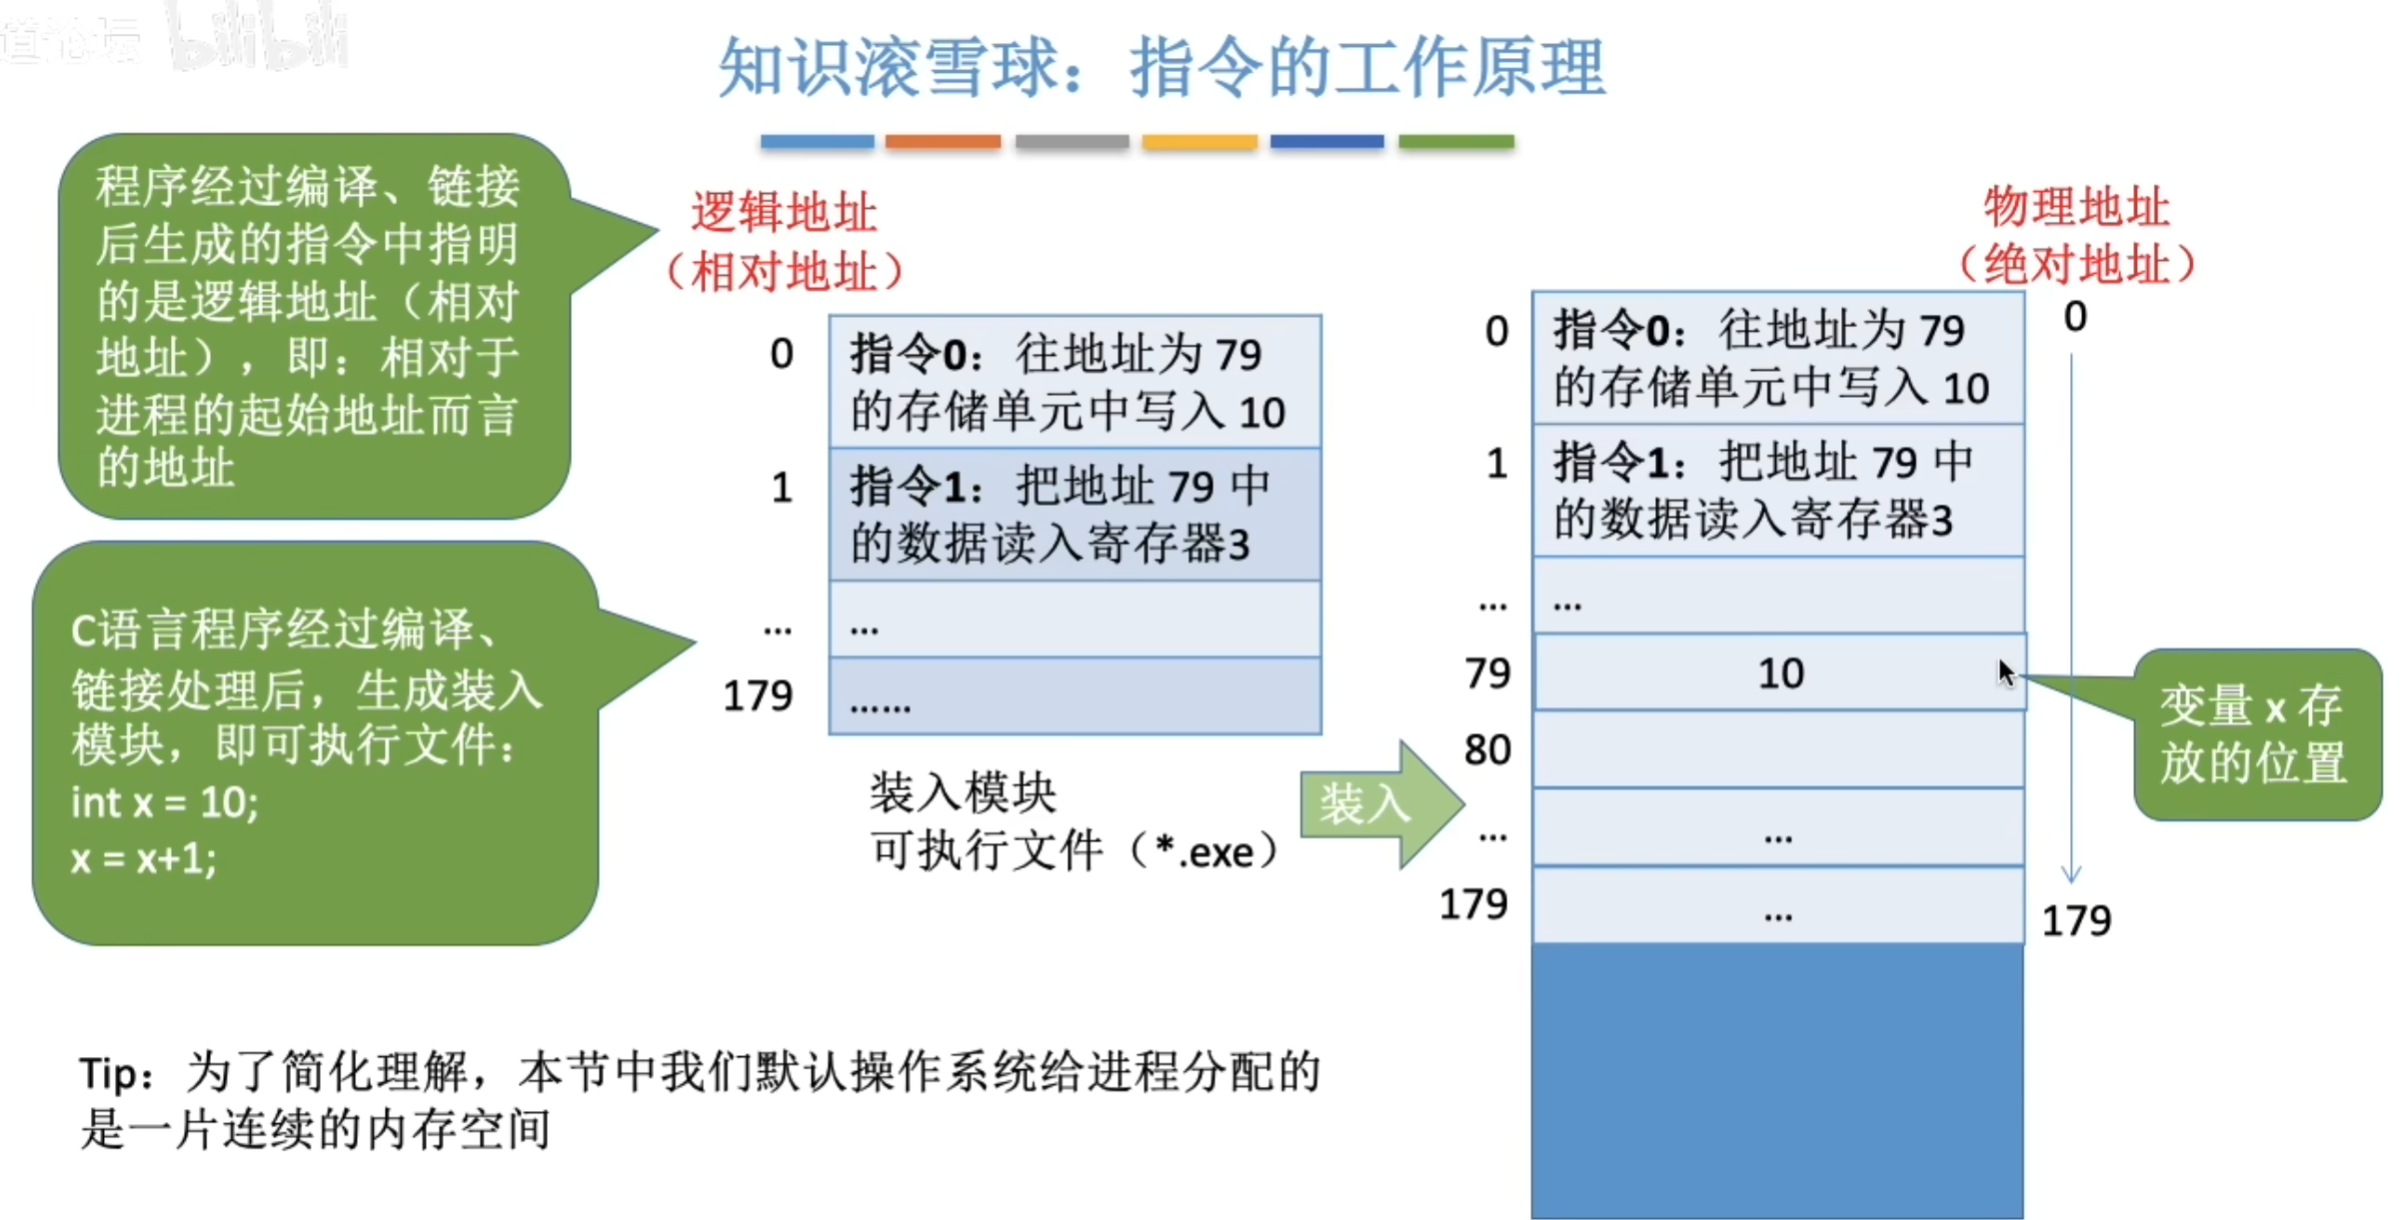 道论坛 bilibili
知识滚雪球：指令的工作原理
程序经过编译、链接
后生成的指令中指明
的是逻辑地址（相对
地址），即：相对于
进程的起始地址而言
的地址
C语言程序经过编译、
链接处理后，生成装入
模块，即可执行文件：
int x = 10;
x = x+1;
逻辑地址
（相对地址）
0
指令0：往地址为 79
的存储单元中写入 10
1
指令1：把地址 79 中
的数据读入寄存器3
...
...
179
......
装入模块
可执行文件（*.exe）
装入
物理地址
（绝对地址）
0
指令0：往地址为 79
的存储单元中写入 10
1
指令1：把地址 79 中
的数据读入寄存器3
...
...
79
10
80
...
...
179
...
0
179
变量 x 存
放的位置
Tip：为了简化理解，本节中我们默认操作系统给进程分配的
是一片连续的内存空间